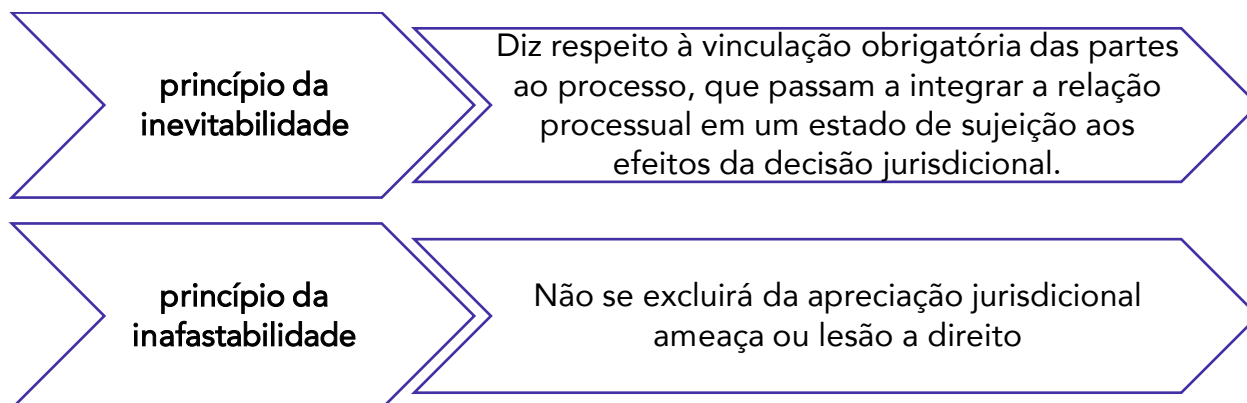 princípio da
inevitabilidade
Diz respeito à vinculação obrigatória das partes
ao processo, que passam a integrar a relação
processual em um estado de sujeição aos
efeitos da decisão jurisdicional.
princípio da
inafastabilidade
Não se excluirá da apreciação jurisdicional
ameaça ou lesão a direito